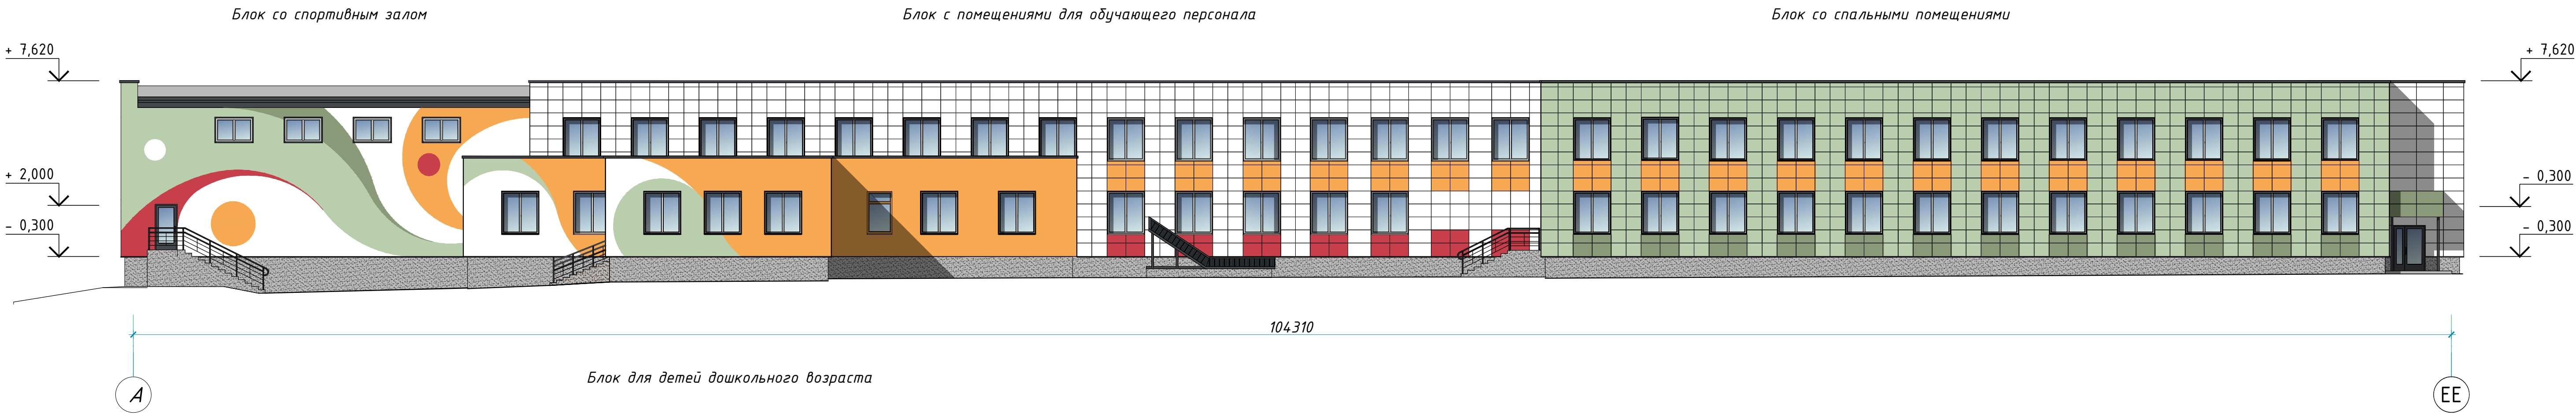 Блок со спортивным залом
Блок с помещениями для обучающего персонала
Блок со спальными помещениями
+ 7,620
+ 7,620
+ 2,000
- 0,300
- 0,300
- 0,300
104310
Блок для детей дошкольного возраста
А
ЕЕ